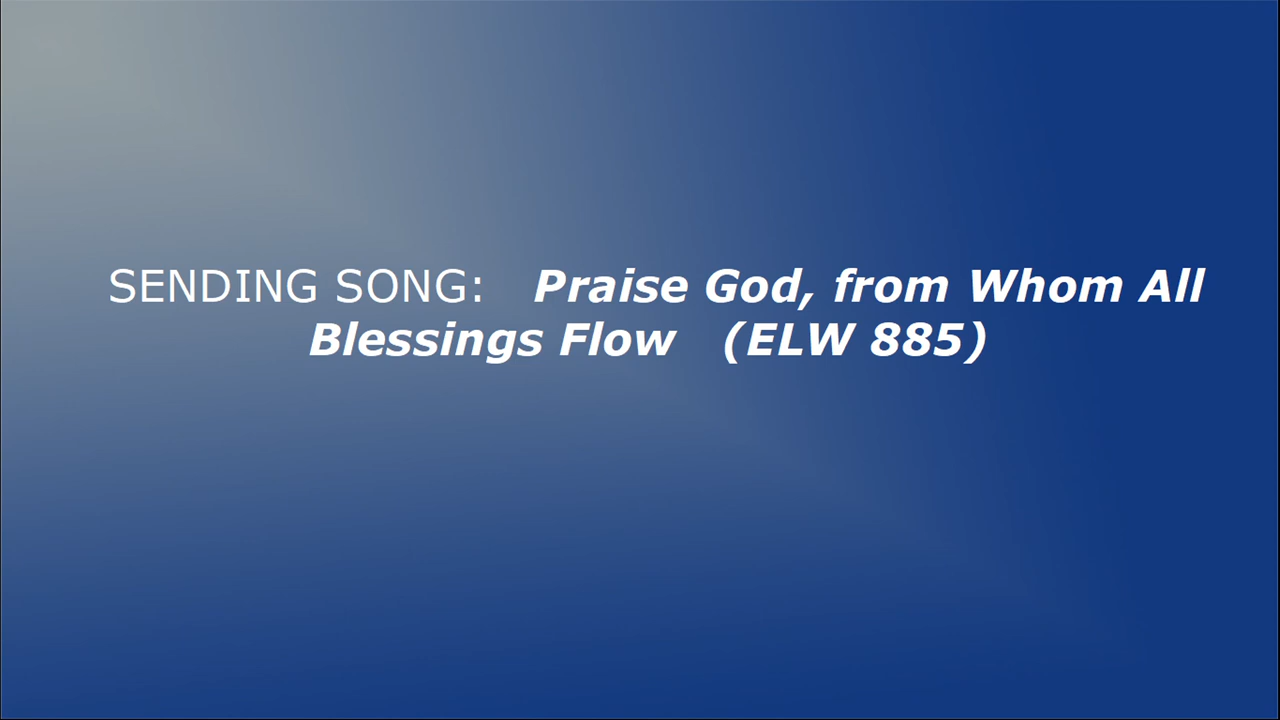 SENDING SONG:   Praise God, from Whom All
Blessings Flow   (ELW 885)